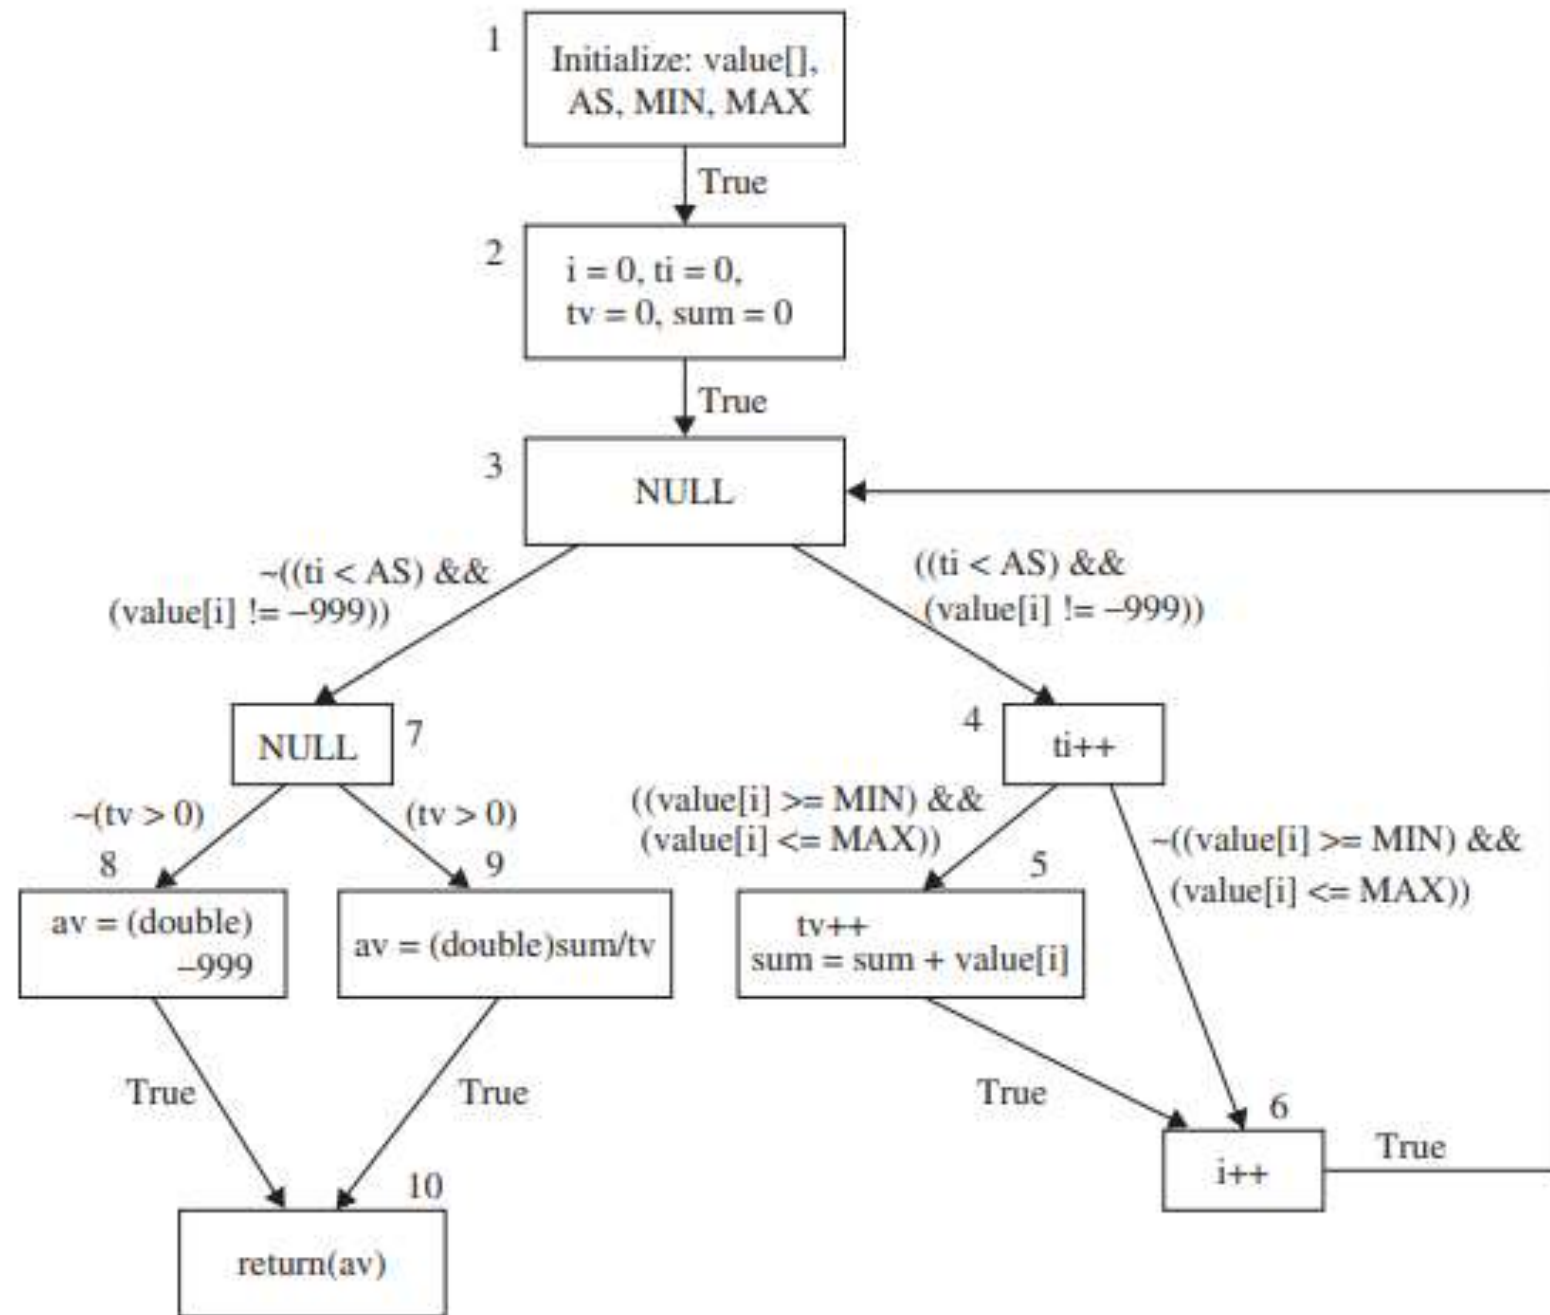 1
Initialize: value[],
AS, MIN, MAX
True
2
i = 0, ti = 0,
tv = 0, sum = 0
True
3
NULL
~((ti < AS) &&
(value[i] != –999))
((ti < AS) &&
(value[i] != –999))
NULL
7
4
ti++
~(tv > 0)
(tv > 0)
((value[i] >= MIN) &&
(value[i] <= MAX))
~((value[i] >= MIN) &&
(value[i] <= MAX))
8
av = (double)
–999
9
av = (double)sum/tv
5
tv++
sum = sum + value[i]
True
True
True
6
i++
True
10
return(av)